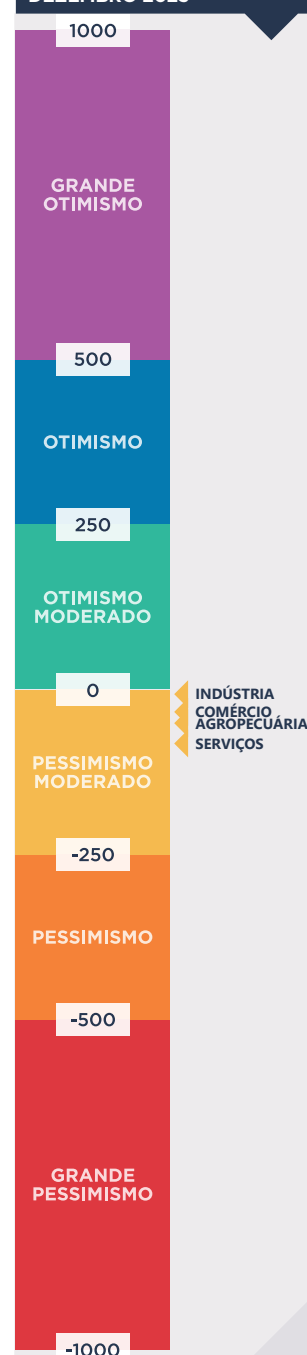 1000
GRANDE
OTIMISMO
500
OTIMISMO
250
OTIMISMO
MODERADO
0
INDÚSTRIA
COMÉRCIO
AGROPECUÁRIA
SERVIÇOS
PESSIMISMO
MODERADO
-250
PESSIMISMO
-500
GRANDE
PESSIMISMO
-1000